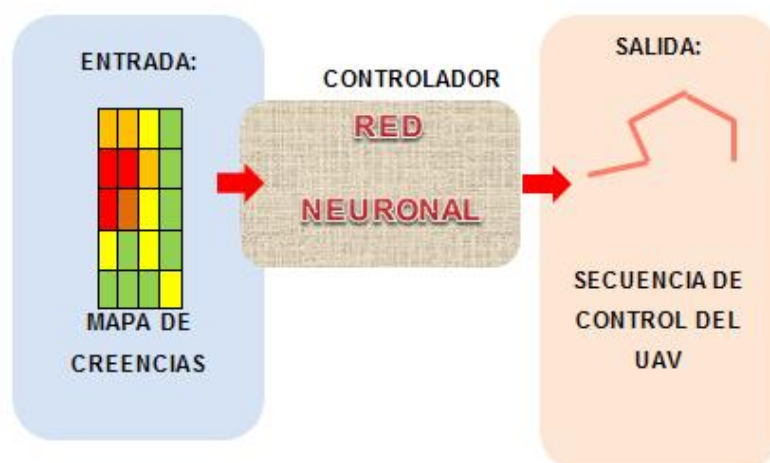 ENTRADA:
MAPA DE
CREENCIAS
CONTROLADOR
RED
NEURONAL
SALIDA:
SECUENCIA DE
CONTROL DEL
UAV